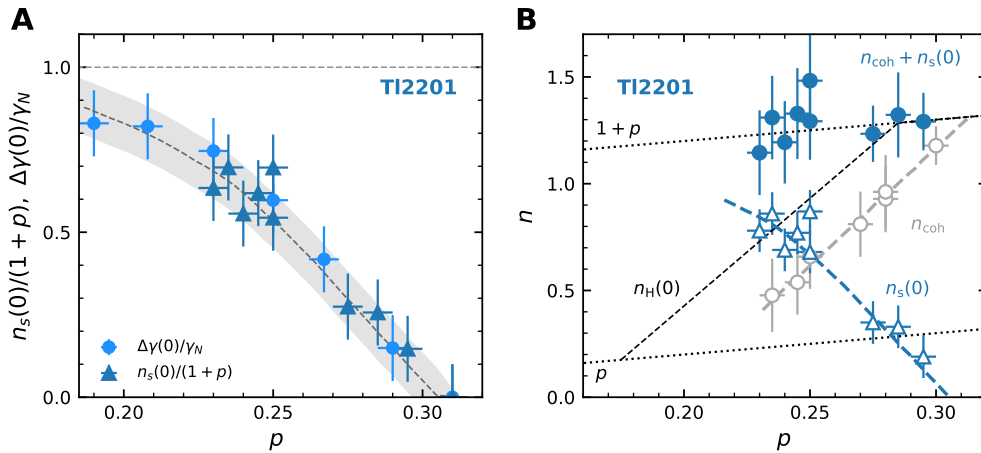 A
B
n_s(0)/(1 + p), Δγ(0)/γ_N
1.0
0.5
0.0
Tl2201
Δγ(0)/γ_N
n_s(0)/(1 + p)
0.20
0.25
0.30
p
n
1.5
1.0
0.5
0.0
Tl2201
n_coh + n_s(0)
1 + p
n_coh
n_H(0)
n_s(0)
p
0.20
0.25
0.30
p